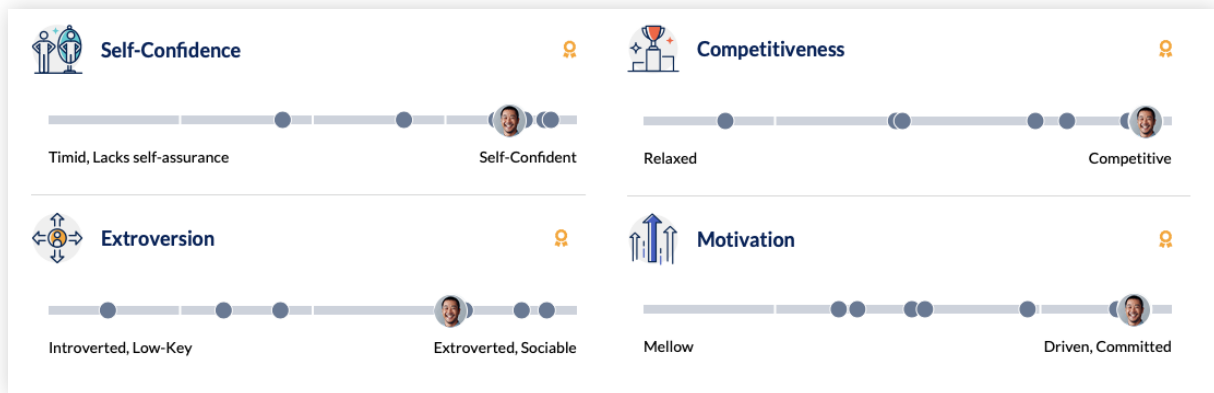 Self-Confidence
Timid, Lacks self-assurance
Self-Confident
Competitiveness
Relaxed
Competitive
Extroversion
Introverted, Low-Key
Extroverted, Sociable
Motivation
Mellow
Driven, Committed